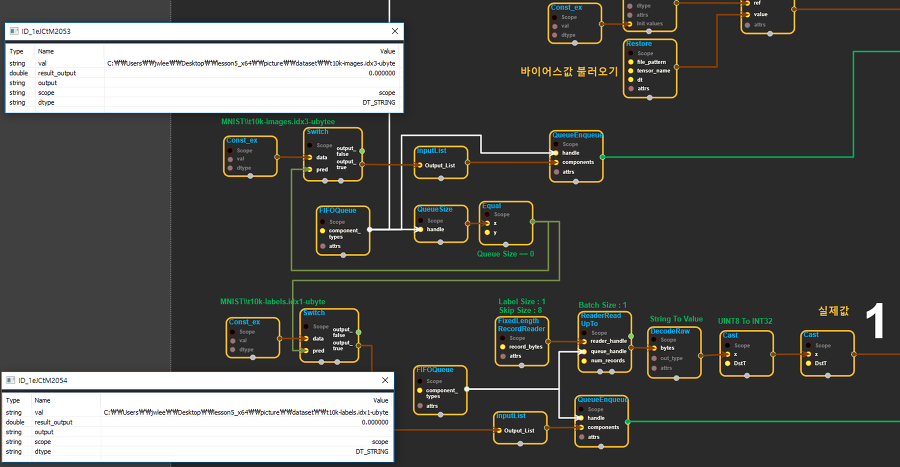 ID_1eJCtM2053
Type Name Value
string val C:₩₩Users₩₩jwlee₩₩Desktop₩₩lesson5_x64₩₩picture₩₩dataset₩₩t10k-images.idx3-ubyte
double result_output 0.000000
string output
string scope scope
string dtype DT_STRING
Const_ex
Scope
val
dtype
dtype
attrs
Init values
ref
value
attrs
바이어스값 불러오기
Restore
Scope
file_pattern
tensor_name
dt
attrs
MNIST\t10k-images.idx3-ubytee
Const_ex
Scope
val
dtype
Switch
Scope
data
pred
output_false
output_true
InputList
Output_List
QueueEnqueue
Scope
handle
components
attrs
FIFOQueue
Scope
component_types
attrs
QueueSize
Scope
handle
Equal
Scope
x
y
Queue Size == 0
MNIST\t10k-labels.idx1-ubyte
Const_ex
Scope
val
dtype
Switch
Scope
data
pred
output_false
output_true
Label Size : 1
Skip Size : 8
FixedLength
RecordReader
Scope
record_bytes
attrs
Batch Size : 1
ReaderRead
UpTo
Scope
reader_handle
queue_handle
num_records
String To Value
DecodeRaw
Scope
bytes
out_type
attrs
UINT8 To INT32
Cast
Scope
x
DstT
실제값
1
Cast
Scope
x
DstT
FIFOQueue
Scope
component_types
attrs
InputList
Output_List
QueueEnqueue
Scope
handle
components
attrs
ID_1eJCtM2054
Type Name Value
string val C:₩₩Users₩₩jwlee₩₩Desktop₩₩lesson5_x64₩₩picture₩₩dataset₩₩t10k-labels.idx1-ubyte
double result_output 0.000000
string output
string scope scope
string dtype DT_STRING